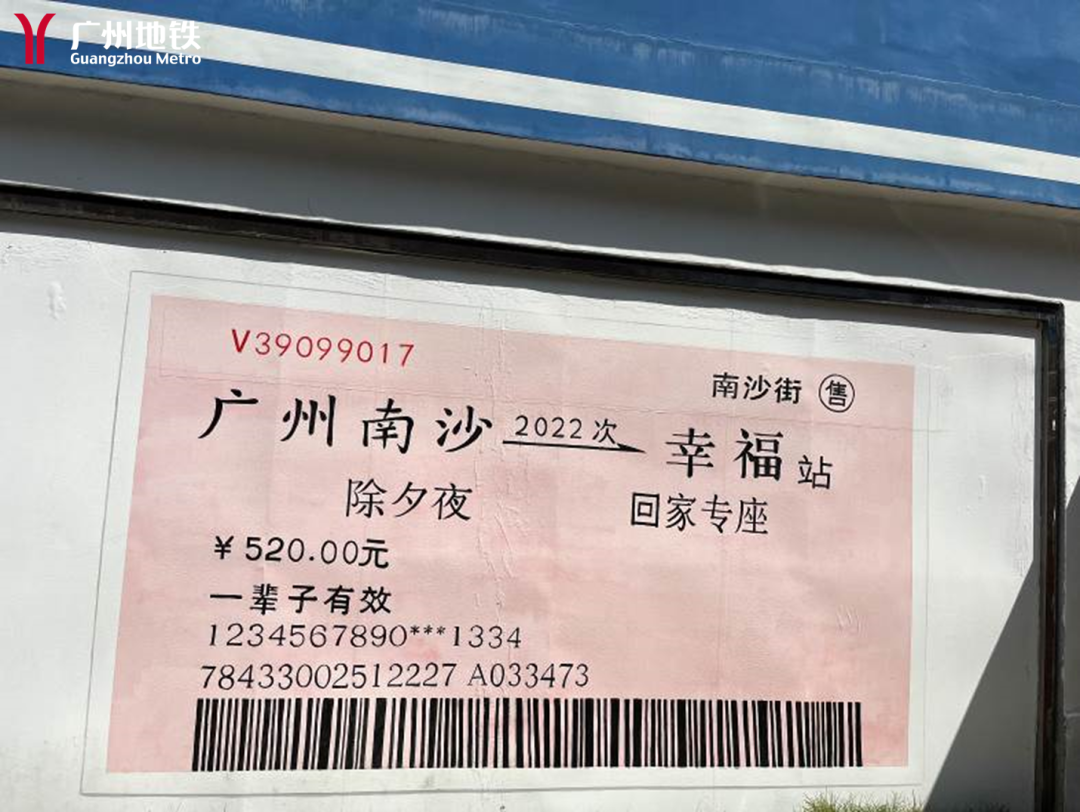 广州地铁
Guangzhou Metro
V39099017
南沙街 售
广州南沙 2022次 幸福站
除夕夜 回家专座
¥520.00元
一辈子有效
1234567890***1334
78433002512227 A033473